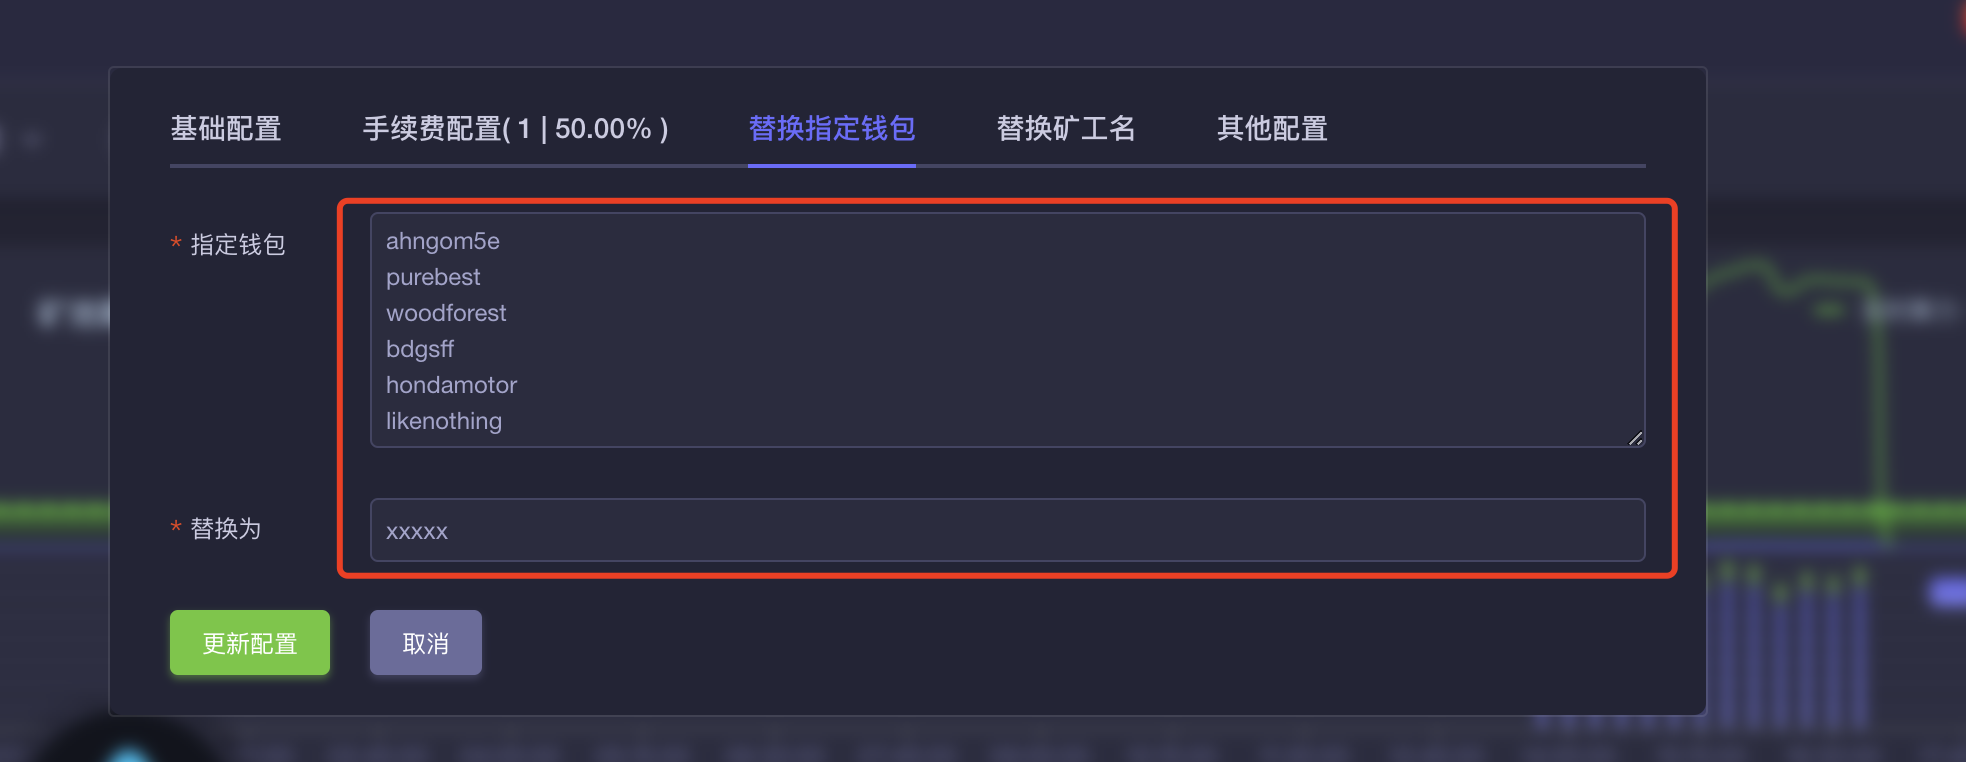 基础配置 手续费配置( 1 | 50.00% ) 替换指定钱包 替换矿工名 其他配置
* 指定钱包
ahngom5e
purebest
woodforest
bdgsff
hondamotor
likenothing
* 替换为
xxxxx
更新配置 取消